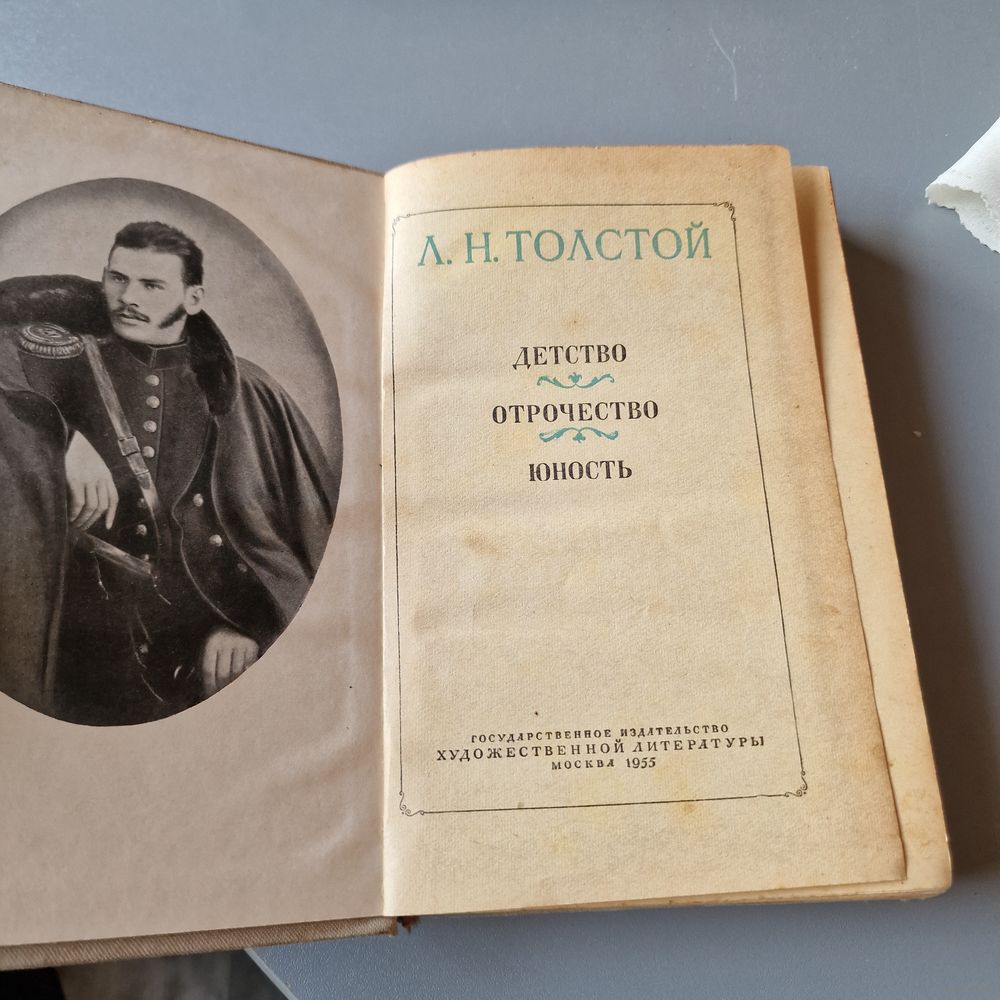 Л. Н. ТОЛСТОЙ
ДЕТСТВО
ОТРОЧЕСТВО
ЮНОСТЬ
ГОСУДАРСТВЕННОЕ ИЗДАТЕЛЬСТВО
ХУДОЖЕСТВЕННОЙ ЛИТЕРАТУРЫ
МОСКВА 1955